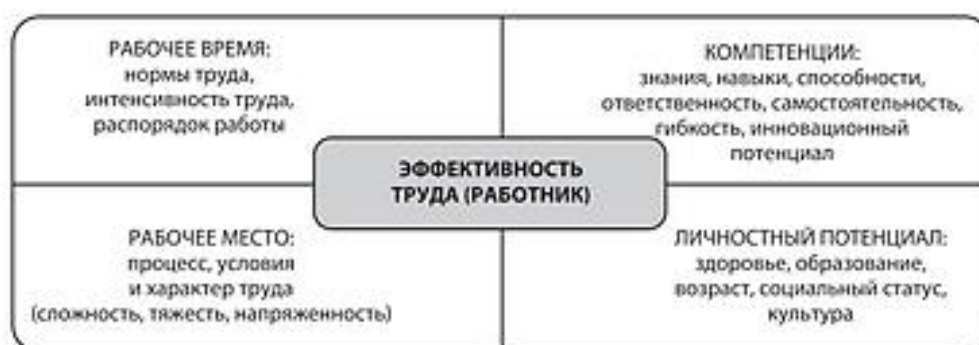 РАБОЧЕЕ ВРЕМЯ:
нормы труда,
интенсивность труда,
распорядок работы
КОМПЕТЕНЦИИ:
знания, навыки, способности,
ответственность, самостоятельность,
гибкость, инновационный
потенциал
ЭФФЕКТИВНОСТЬ
ТРУДА (РАБОТНИК)
РАБОЧЕЕ МЕСТО:
процесс, условия
и характер труда
(сложность, тяжесть, напряженность)
ЛИЧНОСТНЫЙ ПОТЕНЦИАЛ:
здоровье, образование,
возраст, социальный статус,
культура